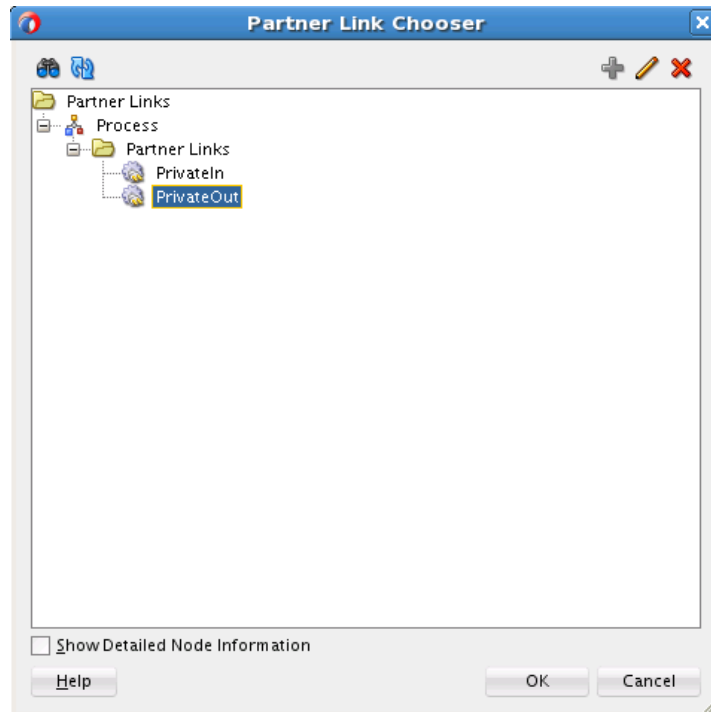 Partner Link Chooser
Partner Links
Process
Partner Links
PrivateIn
PrivateOut
Show Detailed Node Information
Help OK Cancel